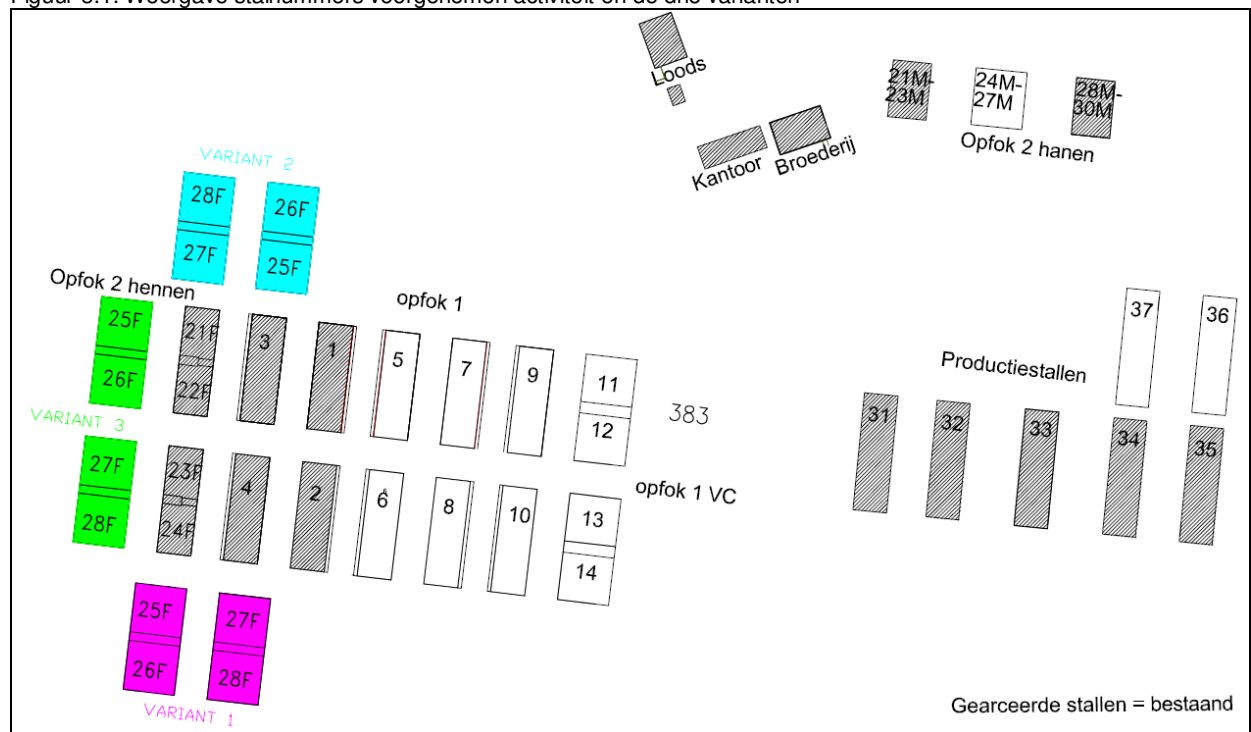 Figuur 3.1: Weergave stalnummers voorgenomen activiteit en de drie varianten
Loods
21M-
23M
24M-
27M
28M-
30M
Opfok 2 hanen
Kantoor
Broederij
VARIANT 2
28F
27F
26F
25F
Opfok 2 hennen
opfok 1
25F
26F
21F
22F
3
1
5
7
9
11
12
383
VARIANT 3
27F
28F
23F
24F
4
2
6
8
10
13
14
opfok 1 VC
25F
26F
27F
28F
VARIANT 1
Productiestallen
37
36
31
32
33
34
35
Gearceerde stallen = bestaand